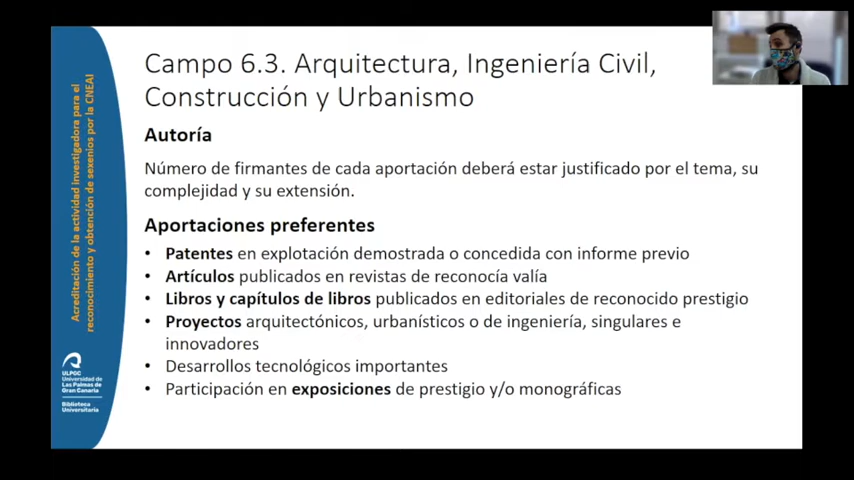 Campo 6.3. Arquitectura, Ingeniería Civil,
Construcción y Urbanismo
Autoría
Número de firmantes de cada aportación deberá estar justificado por el tema, su
complejidad y su extensión.
Aportaciones preferentes
• Patentes en explotación demostrada o concedida con informe previo
• Artículos publicados en revistas de reconocía valía
• Libros y capítulos de libros publicados en editoriales de reconocido prestigio
• Proyectos arquitectónicos, urbanísticos o de ingeniería, singulares e
innovadores
• Desarrollos tecnológicos importantes
• Participación en exposiciones de prestigio y/o monográficas
Acreditación de la actividad investigadora para el
reconocimiento y obtención de sexenios por la CNEAI
ULPGC
Universidad de
Las Palmas de
Gran Canaria
Biblioteca
Universitaria